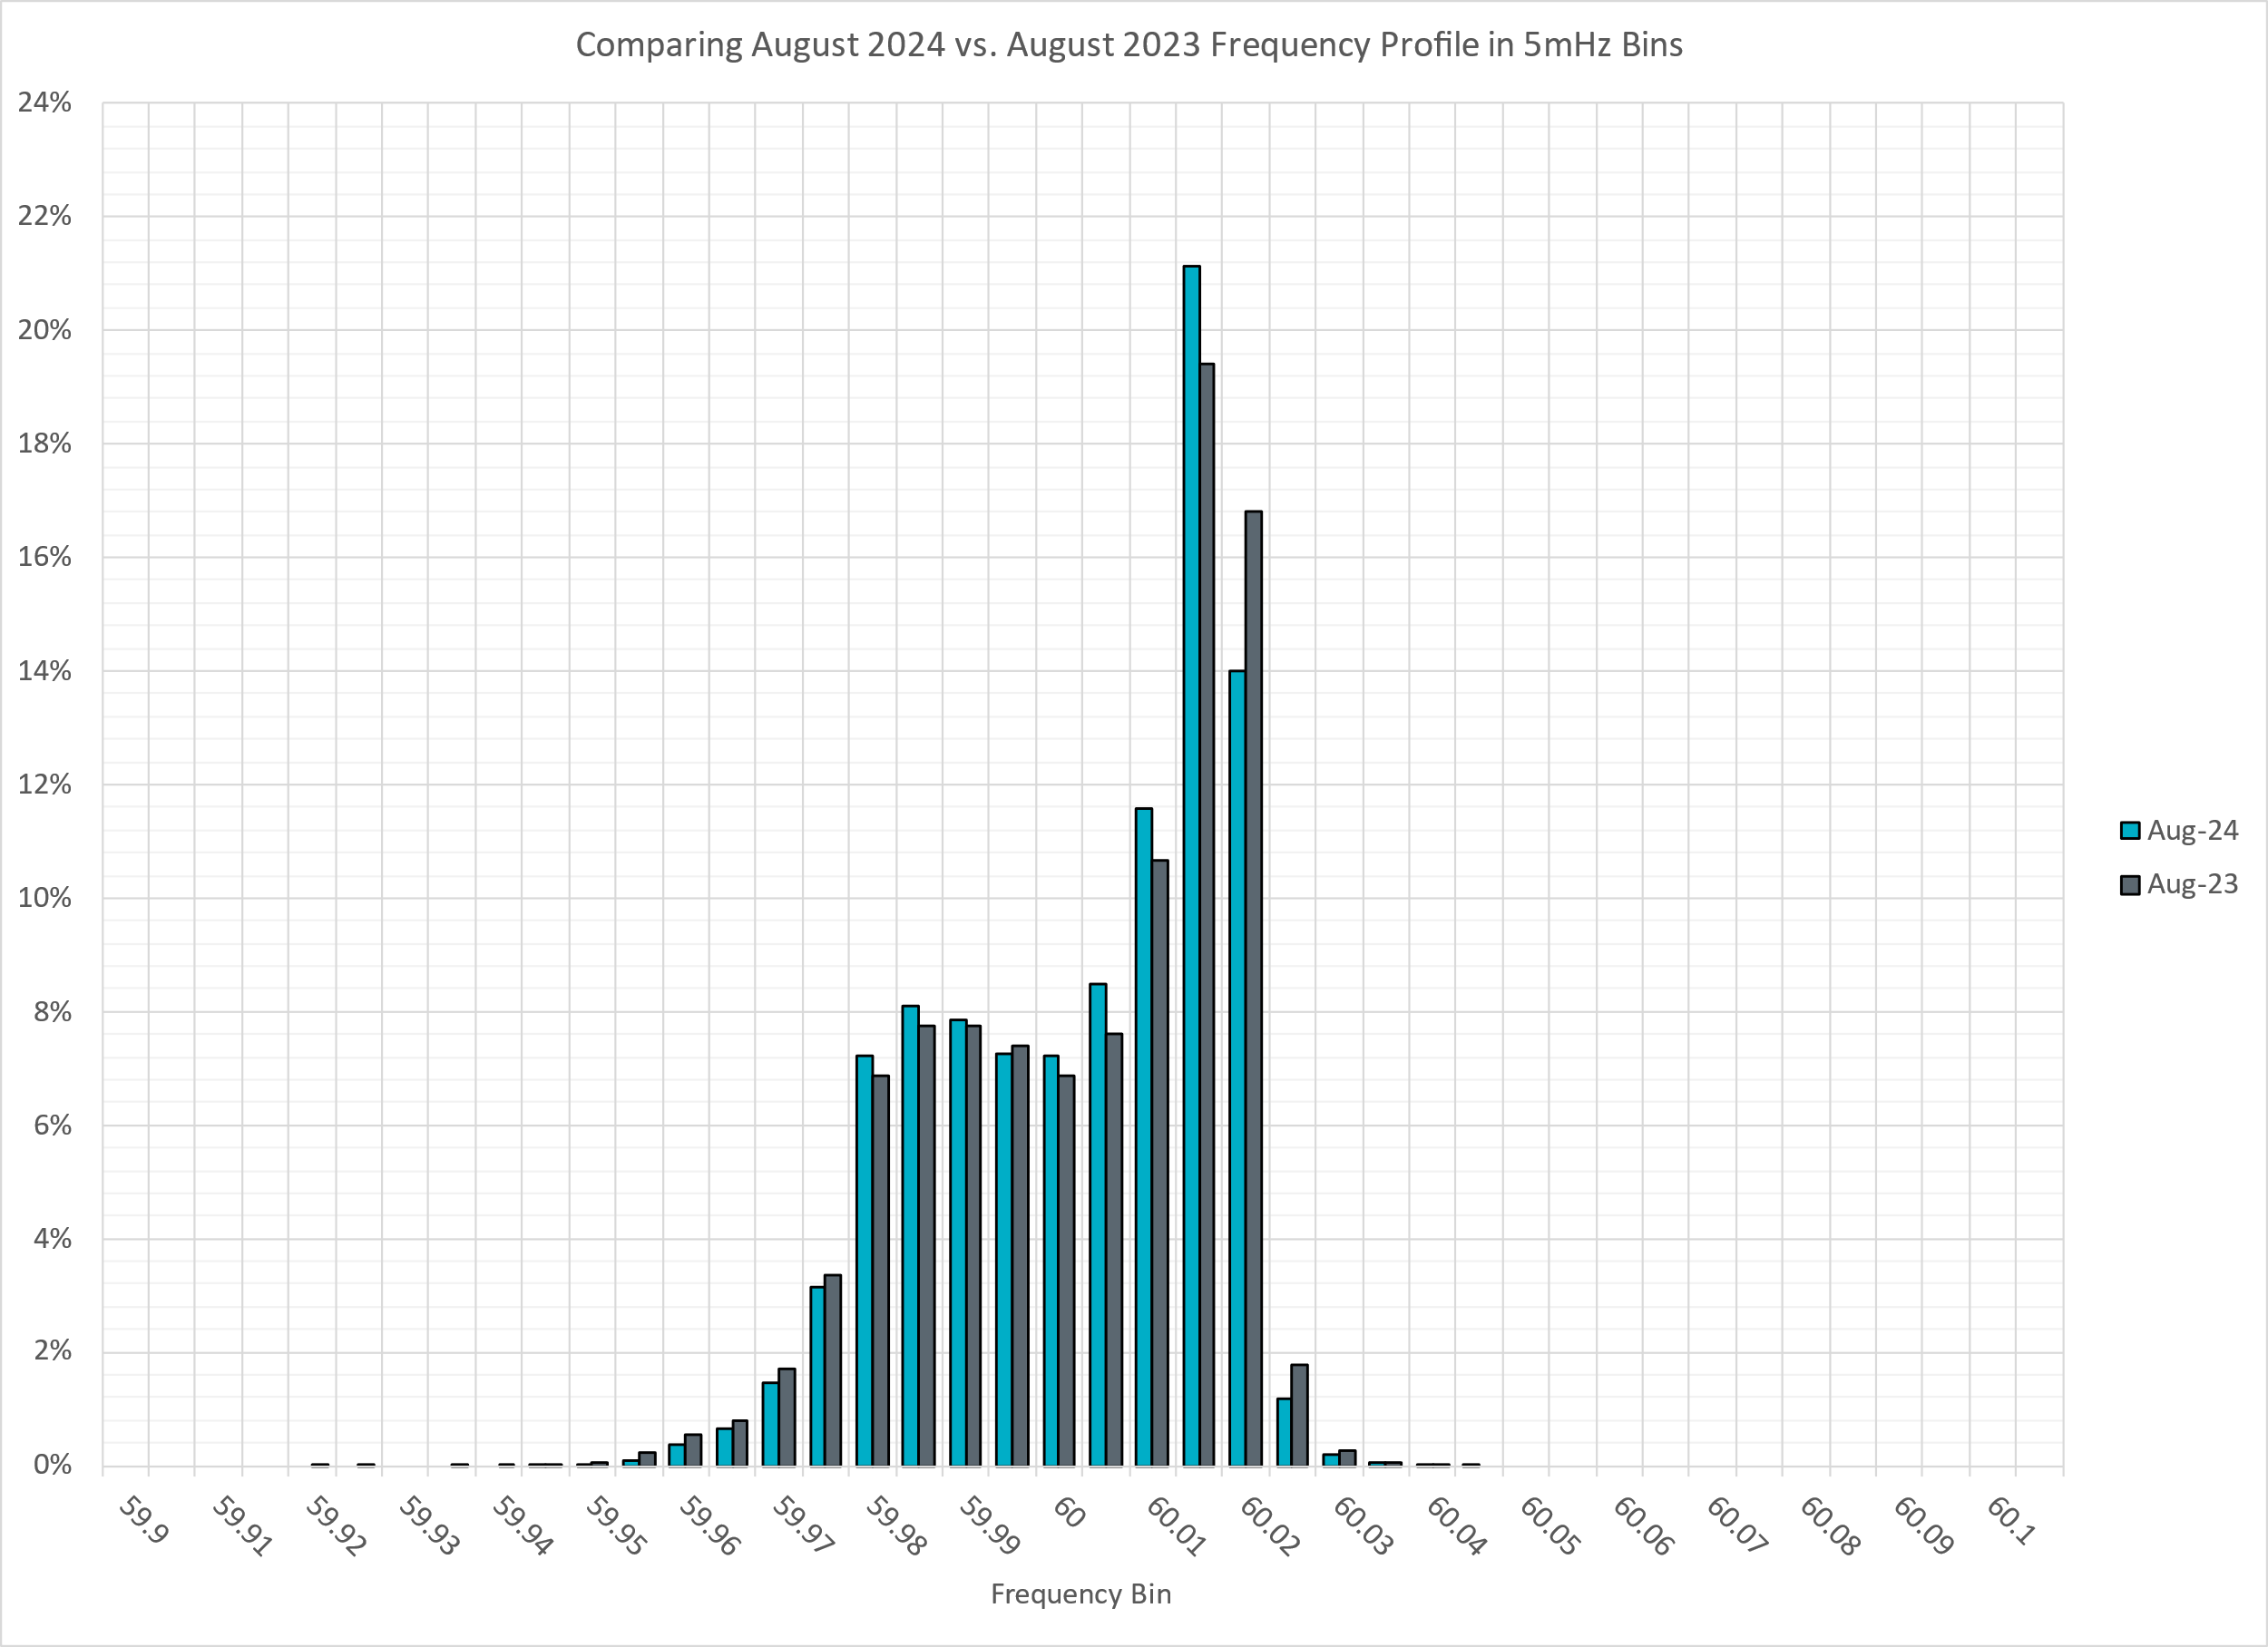 Comparing August 2024 vs. August 2023 Frequency Profile in 5mHz Bins
24%
22%
20%
18%
16%
14%
12%
10%
8%
6%
4%
2%
0%
Aug-24
Aug-23
59.9 59.91 59.92 59.93 59.94 59.95 59.96 59.97 59.98 59.99 60 60.01 60.02 60.03 60.04 60.05 60.06 60.07 60.08 60.09 60.1
Frequency Bin